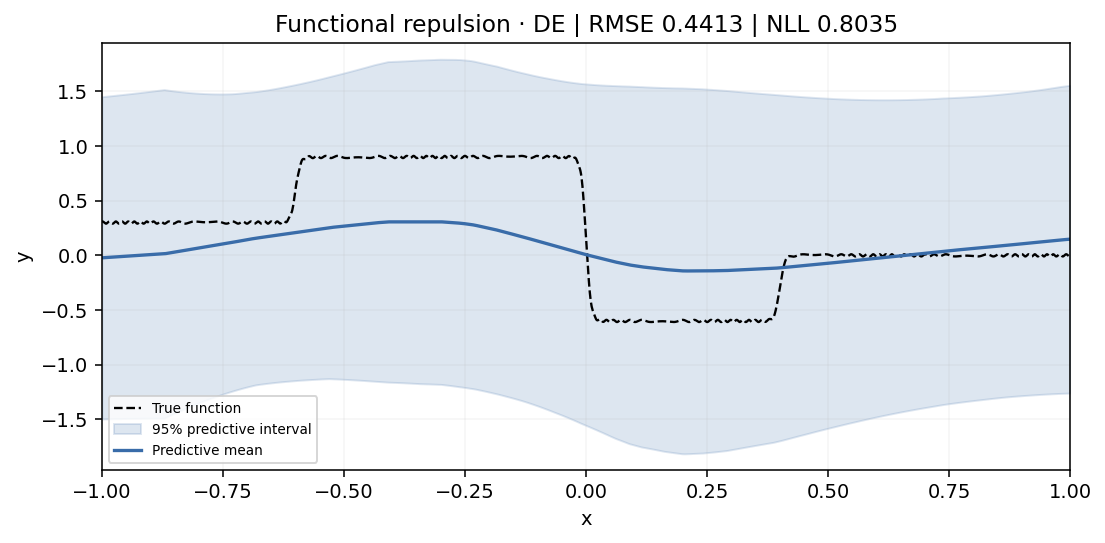 Functional repulsion · DE | RMSE 0.4413 | NLL 0.8035
y
1.5
1.0
0.5
0.0
−0.5
−1.0
−1.5
True function
95% predictive interval
Predictive mean
−1.00 −0.75 −0.50 −0.25 0.00 0.25 0.50 0.75 1.00
x